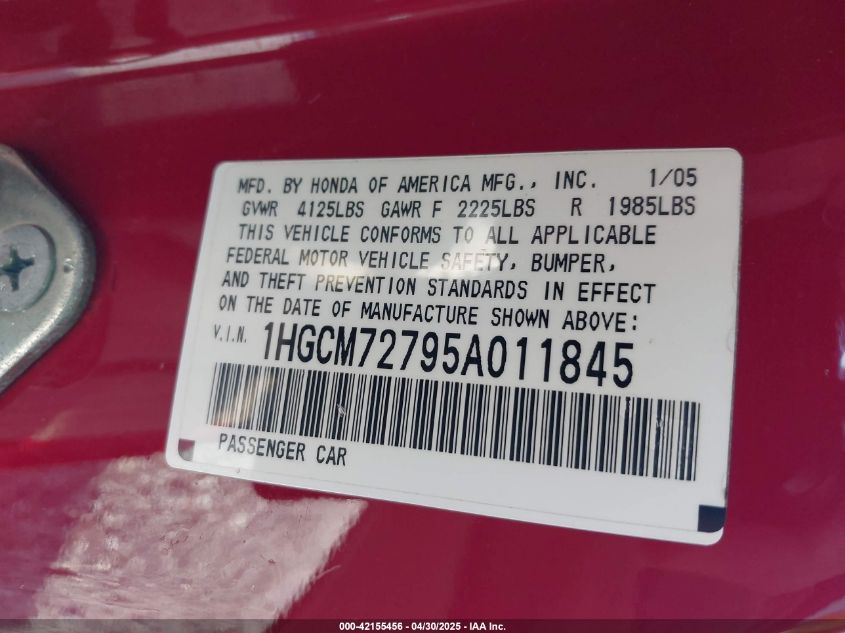 MFD. BY HONDA OF AMERICA MFG., INC. 1/05
GVWR 4125LBS GAWR F 2225LBS R 1985LBS
THIS VEHICLE CONFORMS TO ALL APPLICABLE
FEDERAL MOTOR VEHICLE SAFETY, BUMPER,
AND THEFT PREVENTION STANDARDS IN EFFECT
ON THE DATE OF MANUFACTURE SHOWN ABOVE:
V.I.N. 1HGCM72795A011845
PASSENGER CAR
000-42155456 - 04/30/2025 - IAA Inc.